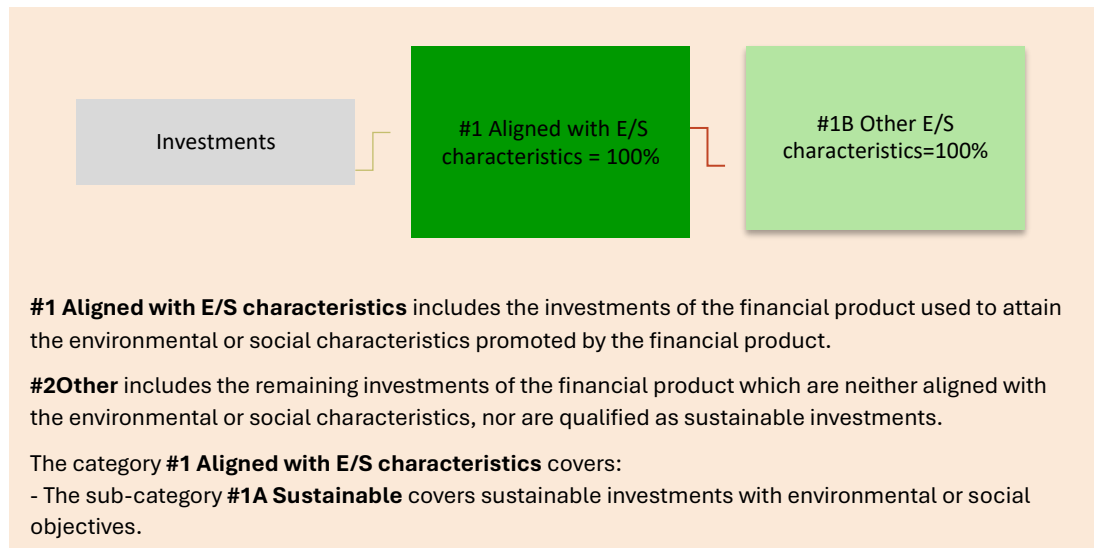 Investments
#1 Aligned with E/S
characteristics = 100%
#1B Other E/S
characteristics=100%
#1 Aligned with E/S characteristics includes the investments of the financial product used to attain
the environmental or social characteristics promoted by the financial product.
#2Other includes the remaining investments of the financial product which are neither aligned with
the environmental or social characteristics, nor are qualified as sustainable investments.
The category #1 Aligned with E/S characteristics covers:
- The sub-category #1A Sustainable covers sustainable investments with environmental or social
objectives.